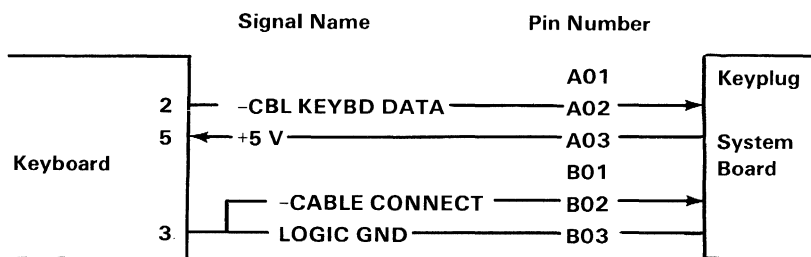 Signal Name Pin Number
A01 Keyplug
2 -CBL KEYBD DATA A02
5 +5 V A03 System
Keyboard B01 Board
-CABLE CONNECT B02
3 LOGIC GND B03